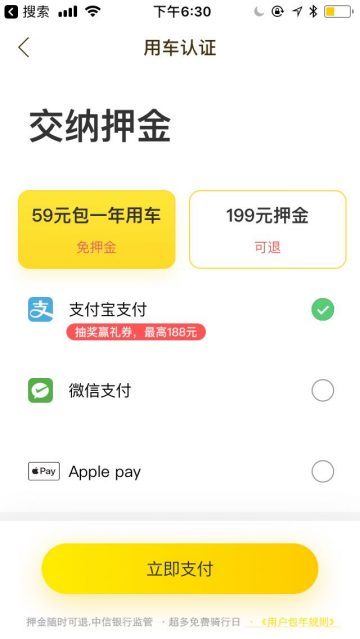 搜索
下午6:30
用车认证
交纳押金
59元包一年用车
免押金
199元押金
可退
支付宝支付
抽奖赢礼券，最高188元
微信支付
Pay Apple pay
立即支付
押金随时可退,中信银行监管 · 超多免费骑行日 · 《用户包年规则》